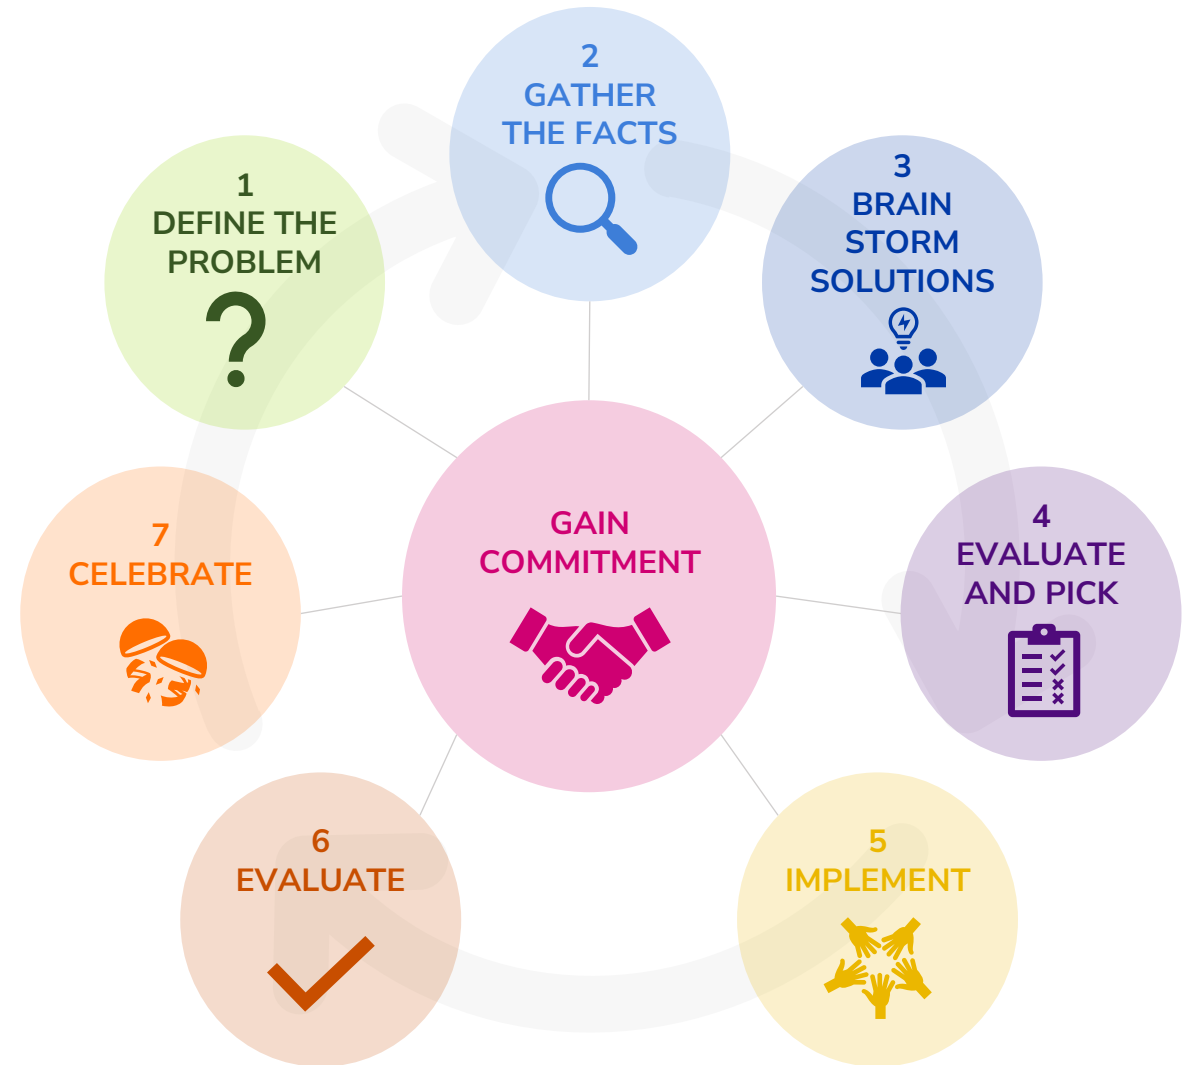 1
DEFINE THE
PROBLEM
2
GATHER
THE FACTS
3
BRAIN
STORM
SOLUTIONS
4
EVALUATE
AND PICK
5
IMPLEMENT
6
EVALUATE
7
CELEBRATE
GAIN
COMMITMENT